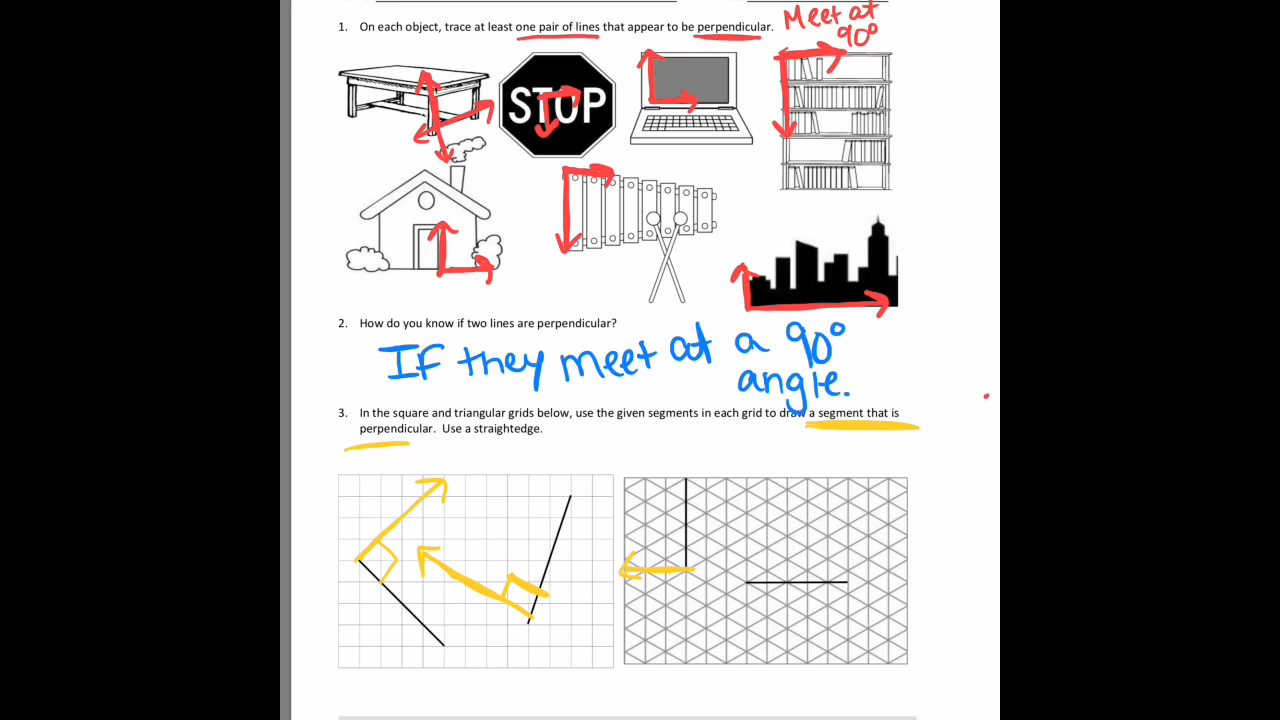 1. On each object, trace at least one pair of lines that appear to be perpendicular.
Meet at
90°
STOP
2. How do you know if two lines are perpendicular?
If they meet at a 90°
angle.
3. In the square and triangular grids below, use the given segments in each grid to draw a segment that is
perpendicular. Use a straightedge.